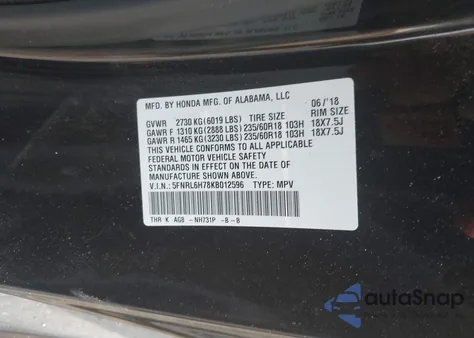 MFD. BY HONDA MFG. OF ALABAMA, LLC 06/'18
TIRE SIZE RIM SIZE
GVWR 2730 KG(6019 LBS)
GAWR F 1310 KG(2888 LBS) 235/60R18 103H 18X7.5J
GAWR R 1465 KG(3230 LBS) 235/60R18 103H 18X7.5J
THIS VEHICLE CONFORMS TO ALL APPLICABLE
FEDERAL MOTOR VEHICLE SAFETY
STANDARDS IN EFFECT ON THE DATE OF
MANUFACTURE SHOWN ABOVE.
V.I.N.: 5FNRL6H78KB012596 TYPE: MPV
THR K AG8 -NH731P -B -B
autoSnap